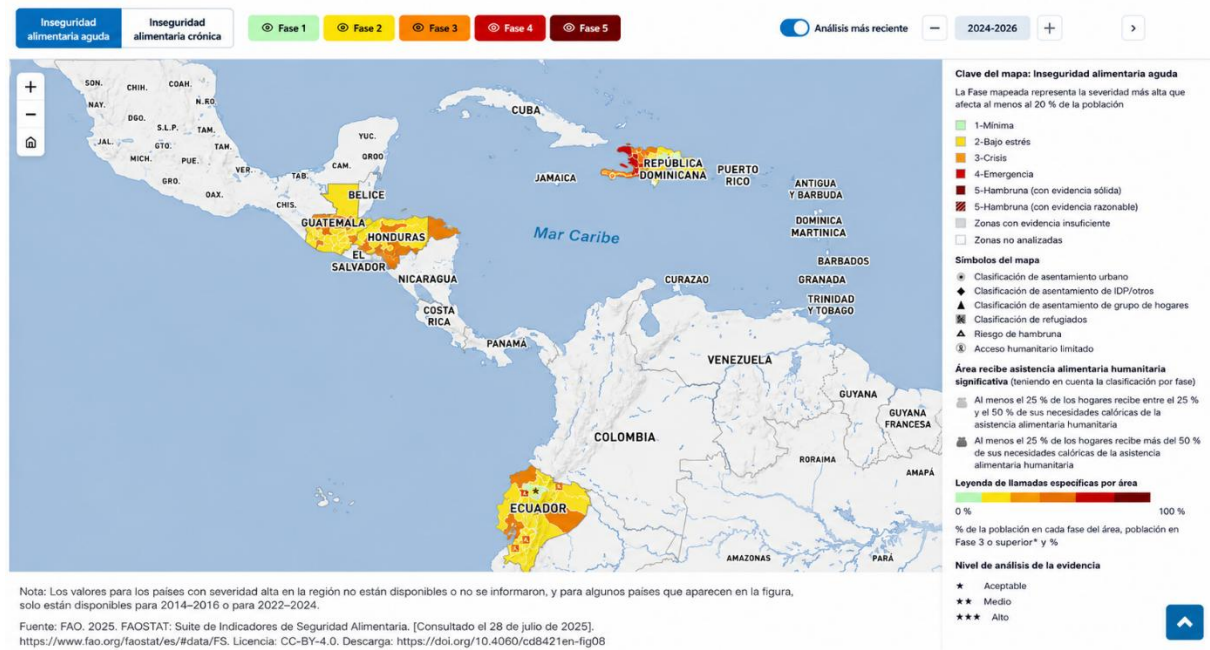 Inseguridad
alimentaria aguda
Inseguridad
alimentaria crónica
Fase 1
Fase 2
Fase 3
Fase 4
Fase 5
Análisis más reciente
−
2024-2026
+
>
+
−
SON.
CHIH.
COAH.
NAY.
DGO.
S.L.P.
TAM.
JAL.
GTO.
TAM.
MICH.
PUE.
VER.
GRO.
OAX.
TAB.
CHIS.
YUC.
CAM.
QROO
CUBA
JAMAICA
REPÚBLICA
DOMINICANA
PUERTO
RICO
ANTIGUA
Y BARBUDA
DOMINICA
MARTINICA
BARBADOS
GRANADA
TRINIDAD
Y TOBAGO
CURAZAO
BELICE
GUATEMALA
HONDURAS
EL
SALVADOR
NICARAGUA
COSTA
RICA
PANAMÁ
Mar Caribe
VENEZUELA
GUYANA
GUYANA
FRANCESA
COLOMBIA
RORAIMA
AMAPÁ
ECUADOR
AMAZONAS
PARÁ
Clave del mapa: Inseguridad alimentaria aguda
La Fase mapeada representa la severidad más alta que
afecta al menos al 20 % de la población
1-Mínima
2-Bajo estrés
3-Crisis
4-Emergencia
5-Hambruna (con evidencia sólida)
5-Hambruna (con evidencia razonable)
Zonas con evidencia insuficiente
Zonas no analizadas
Símbolos del mapa
Clasificación de asentamiento urbano
Clasificación de asentamiento de IDP/otros
Clasificación de asentamiento de grupo de hogares
Clasificación de refugiados
Riesgo de hambruna
Acceso humanitario limitado
Área recibe asistencia alimentaria humanitaria
significativa (teniendo en cuenta la clasificación por fase)
Al menos el 25 % de los hogares recibe entre el 25 %
y el 50 % de sus necesidades calóricas de la
asistencia alimentaria humanitaria
Al menos el 25 % de los hogares recibe más del 50 %
de sus necesidades calóricas de la asistencia
alimentaria humanitaria
Leyenda de llamadas específicas por área
0 % 100 %
% de la población en cada fase del área, población en
Fase 3 o superior* y %
Nivel de análisis de la evidencia
★ Aceptable
★★ Medio
★★★ Alto
Nota: Los valores para los países con severidad alta en la región no están disponibles o no se informaron, y para algunos países que aparecen en la figura,
solo están disponibles para 2014–2016 o para 2022–2024.
Fuente: FAO. 2025. FAOSTAT: Suite de Indicadores de Seguridad Alimentaria. [Consultado el 28 de julio de 2025].
https://www.fao.org/faostat/es/#data/FS. Licencia: CC-BY-4.0. Descarga: https://doi.org/10.4060/cd8421en-fig08